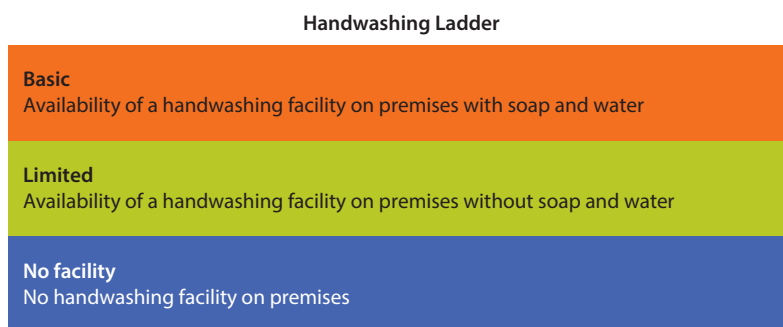 Handwashing Ladder
Basic
Availability of a handwashing facility on premises with soap and water
Limited
Availability of a handwashing facility on premises without soap and water
No facility
No handwashing facility on premises